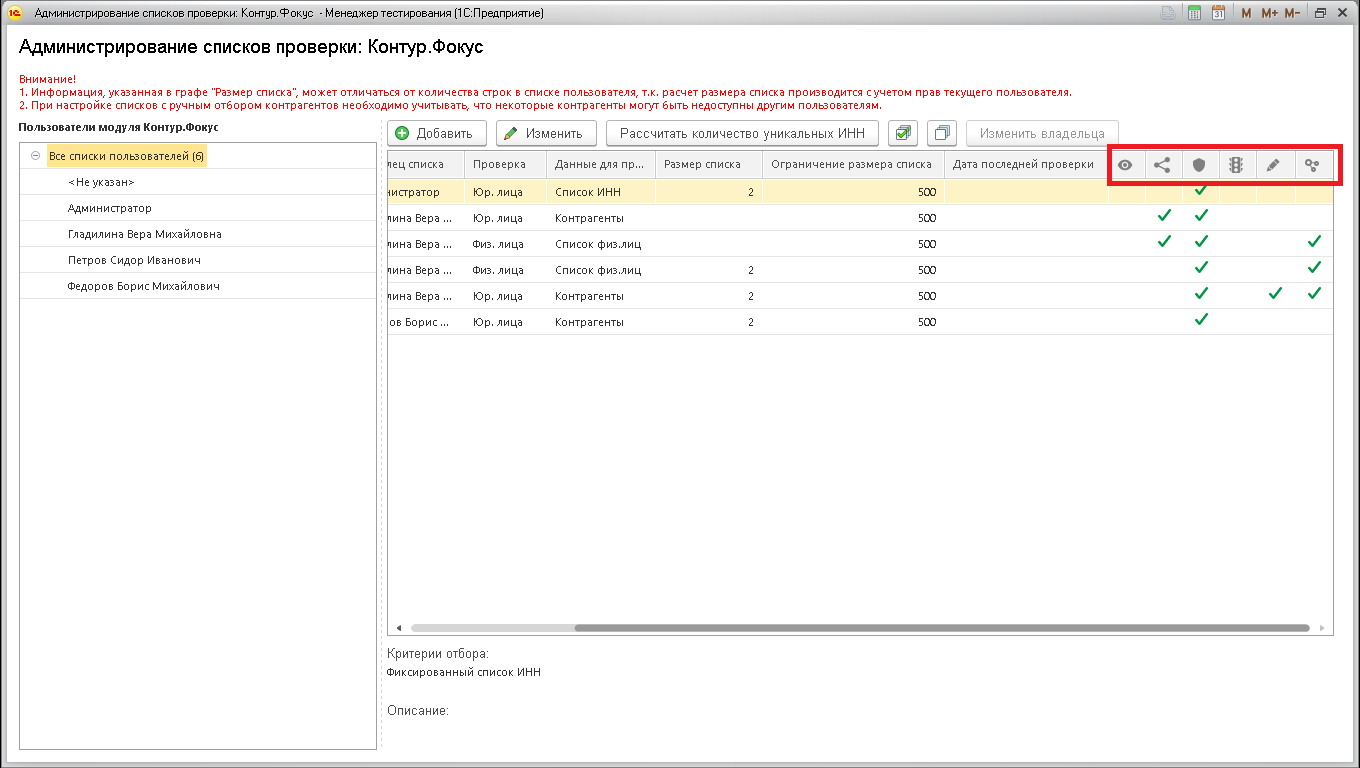 Администрирование списков проверки: Контур.Фокус - Менеджер тестирования (1С:Предприятие)
31 M M+ M-
Администрирование списков проверки: Контур.Фокус
Внимание!
1. Информация, указанная в графе "Размер списка", может отличаться от количества строк в списке пользователя, т.к. расчет размера списка производится с учетом прав текущего пользователя.
2. При настройке списков с ручным отбором контрагентов необходимо учитывать, что некоторые контрагенты могут быть недоступны другим пользователям.
Пользователи модуля Контур.Фокус
Все списки пользователей (6)
<Не указан>
Администратор
Гладилина Вера Михайловна
Петров Сидор Иванович
Федоров Борис Михайлович
Добавить Изменить Рассчитать количество уникальных ИНН Изменить владельца
лец списка Проверка Данные для пр... Размер списка Ограничение размера списка Дата последней проверки
нистратор Юр. лица Список ИНН 2 500
лина Вера ... Юр. лица Контрагенты 500
лина Вера ... Физ. лица Список физ.лиц 500
лина Вера ... Физ. лица Список физ.лиц 2 500
лина Вера ... Юр. лица Контрагенты 2 500
ов Борис ... Юр. лица Контрагенты 2 500
Критерии отбора:
Фиксированный список ИНН
Описание: